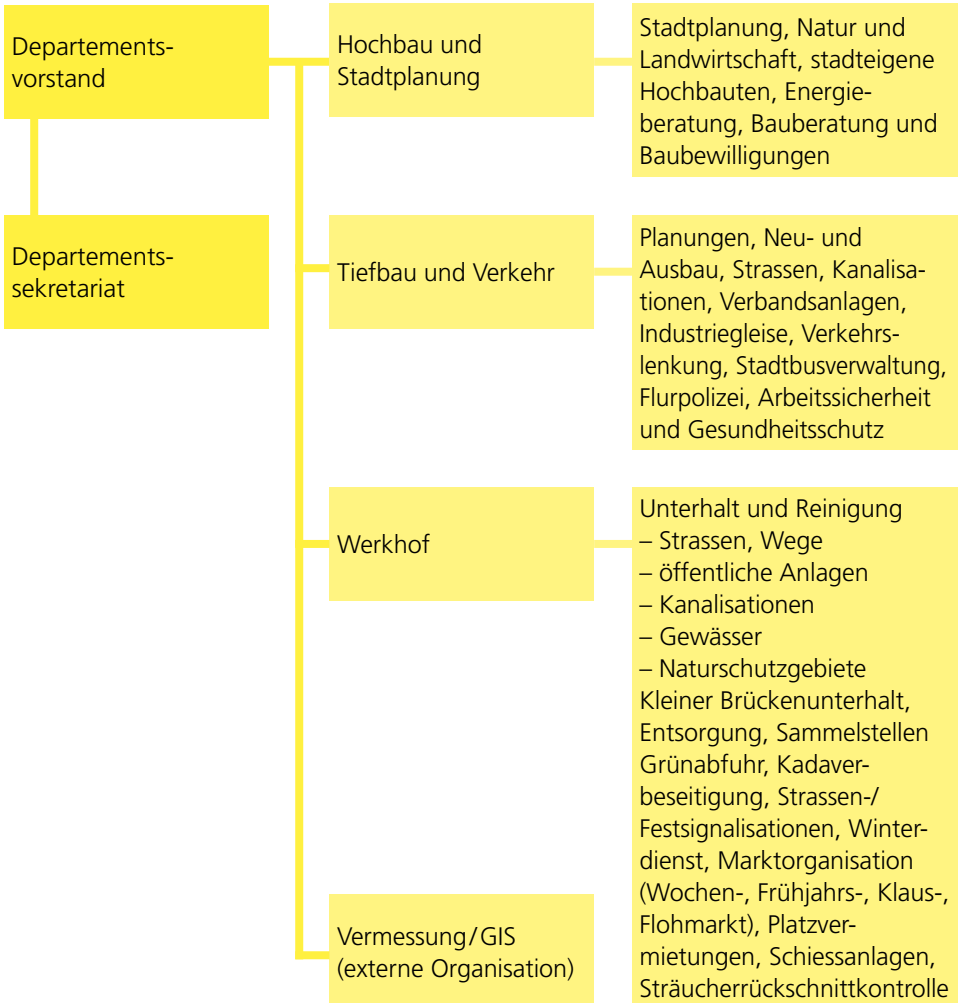 Departements-
vorstand
Departements-
sekretariat
Hochbau und
Stadtplanung
Stadtplanung, Natur und
Landwirtschaft, stadteigene
Hochbauten, Energie-
beratung, Bauberatung und
Baubewilligungen
Tiefbau und Verkehr
Planungen, Neu- und
Ausbau, Strassen, Kanalisa-
tionen, Verbandsanlagen,
Industriegleise, Verkehrs-
lenkung, Stadtbusverwaltung,
Flurpolizei, Arbeitssicherheit
und Gesundheitsschutz
Werkhof
Unterhalt und Reinigung
– Strassen, Wege
– öffentliche Anlagen
– Kanalisationen
– Gewässer
– Naturschutzgebiete
Kleiner Brückenunterhalt,
Entsorgung, Sammelstellen
Grünabfuhr, Kadaver-
beseitigung, Strassen-/
Festsignalisationen, Winter-
dienst, Marktorganisation
(Wochen-, Frühjahrs-, Klaus-,
Flohmarkt), Platzver-
mietungen, Schiessanlagen,
Sträucherrückschnittkontrolle
Vermessung/GIS
(externe Organisation)